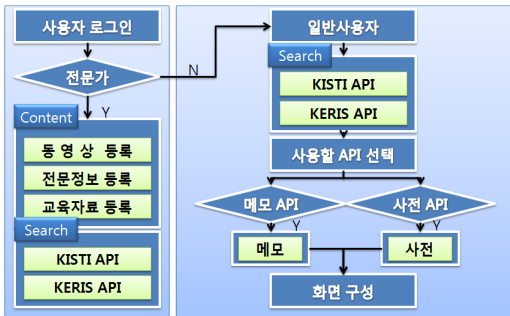 사용자 로그인
전문가
N
Y
Content
동 영 상 등록
전문정보 등록
교육자료 등록
Search
KISTI API
KERIS API
일반사용자
Search
KISTI API
KERIS API
사용할 API 선택
메모 API
사전 API
Y
Y
메모
사전
화면 구성